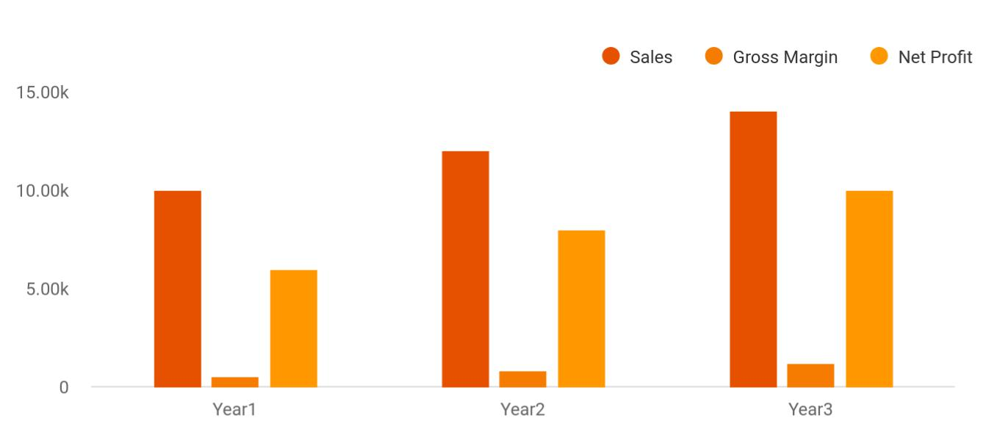 Sales Gross Margin Net Profit
15.00k
10.00k
5.00k
0
Year1 Year2 Year3